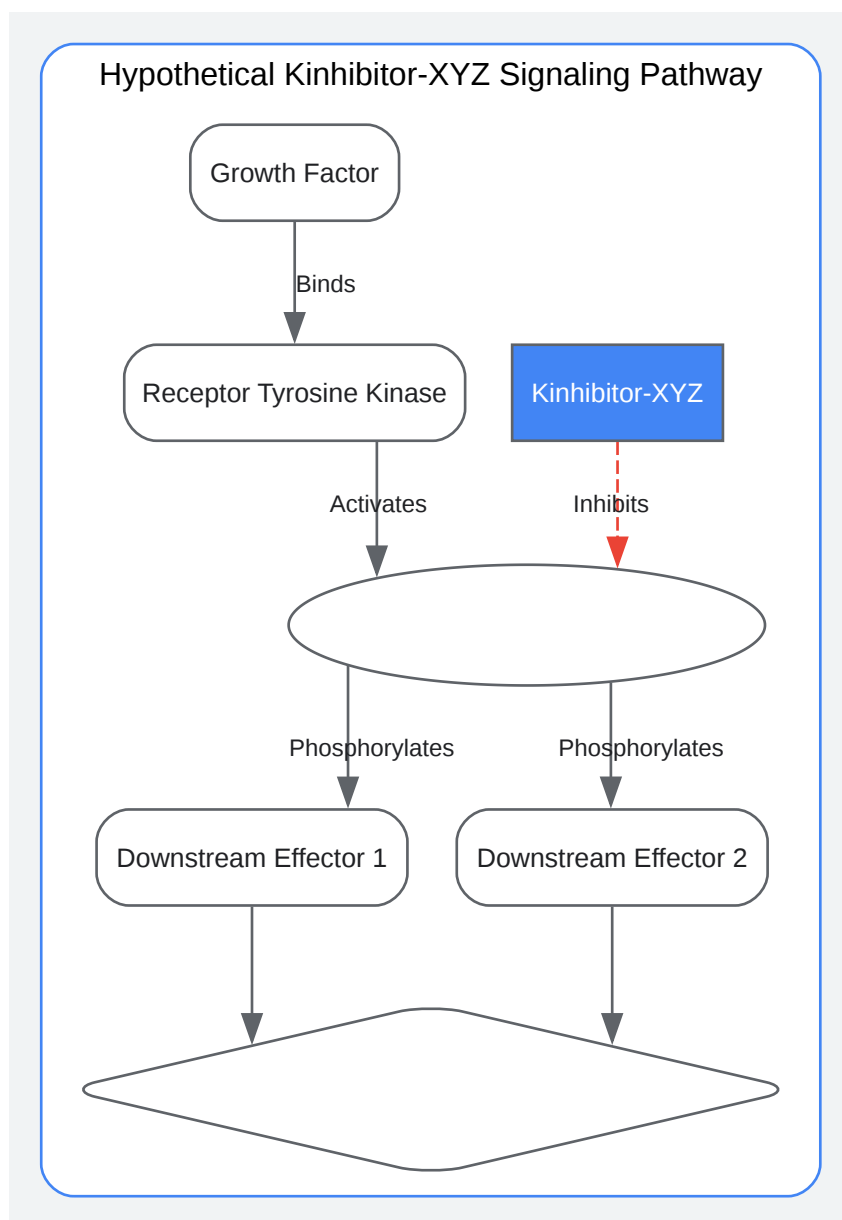 Hypothetical Kinhibitor-XYZ Signaling Pathway
Growth Factor
Binds
Receptor Tyrosine Kinase
Kinhibitor-XYZ
Activates
Inhibits
Phosphorylates
Phosphorylates
Downstream Effector 1
Downstream Effector 2